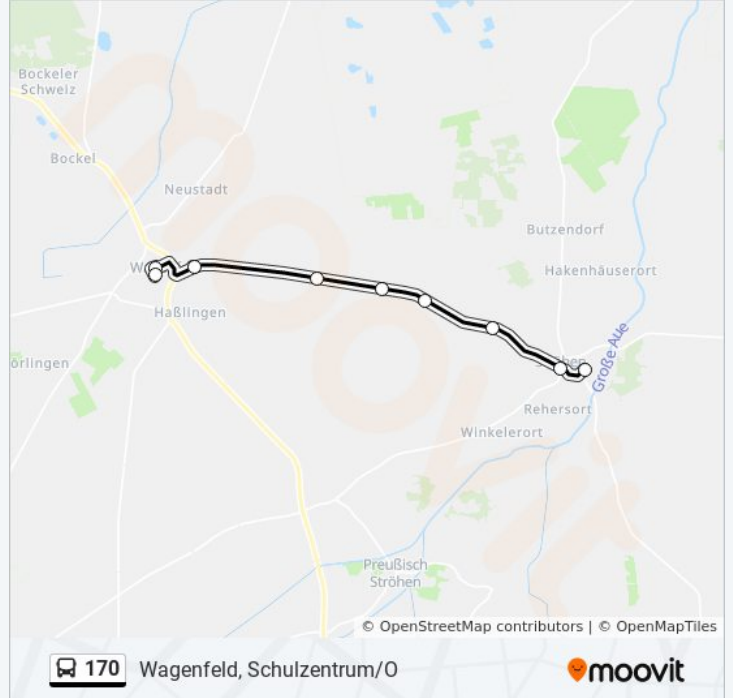 Bockeler
Schweiz
Bockel
Neustadt
Butzendorf
Hakenhäuserort
Haßlingen
Große Aue
Rehersort
Winkelerort
Preußisch
Ströhen
© OpenStreetMap contributors | © OpenMapTiles
170 Wagenfeld, Schulzentrum/O
moovit